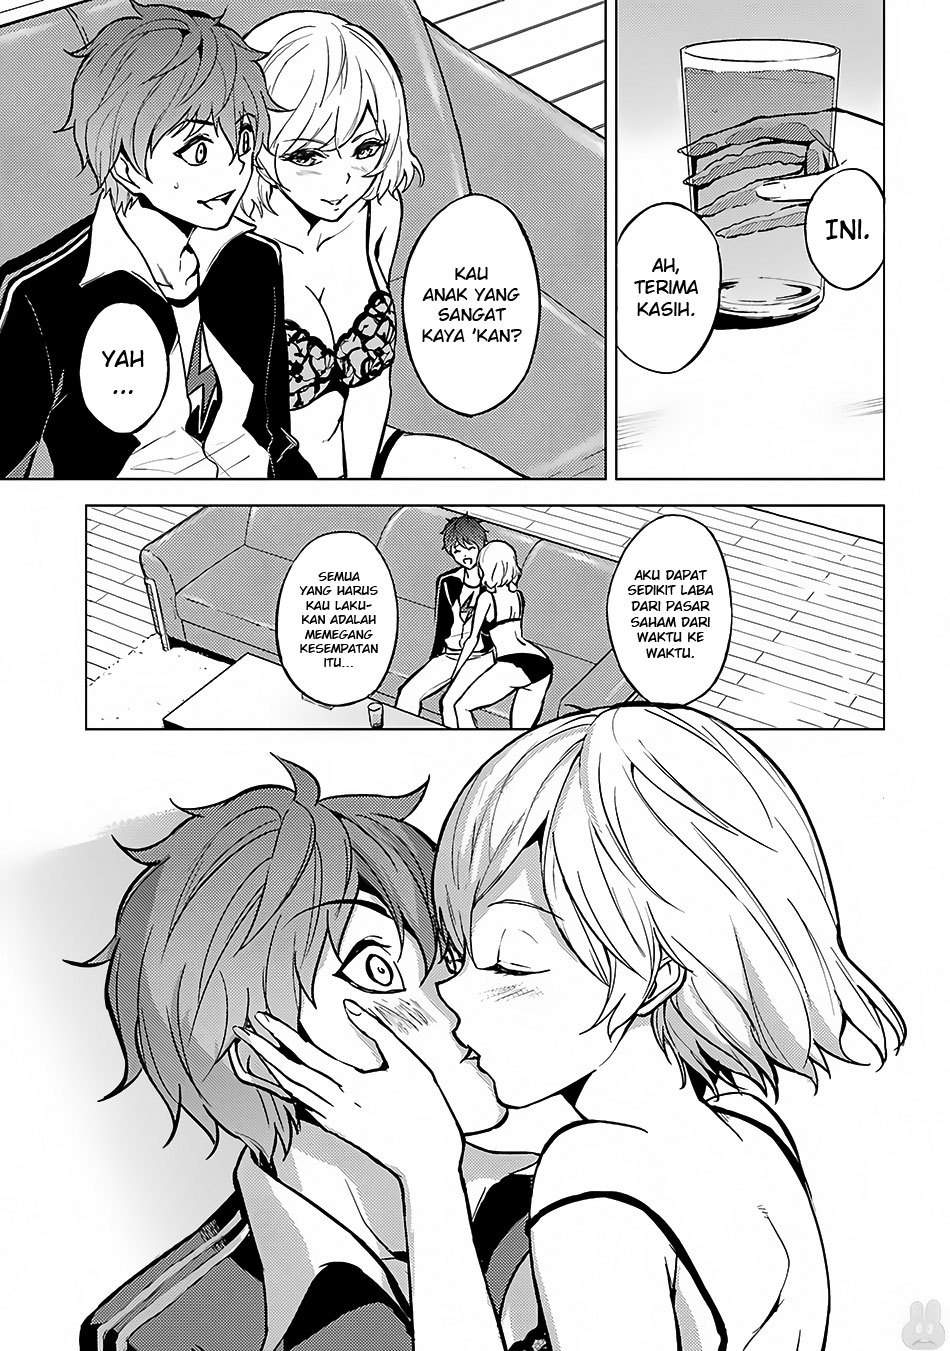 INI.
AH,
TERIMA
KASIH.
KAU
ANAK YANG
SANGAT
KAYA 'KAN?
YAH
...
AKU DAPAT
SEDIKIT LABA
DARI PASAR
SAHAM DARI
WAKTU KE
WAKTU.
SEMUA
YANG HARUS
KAU LAKU-
KAN ADALAH
MEMEGANG
KESEMPATAN
ITU...